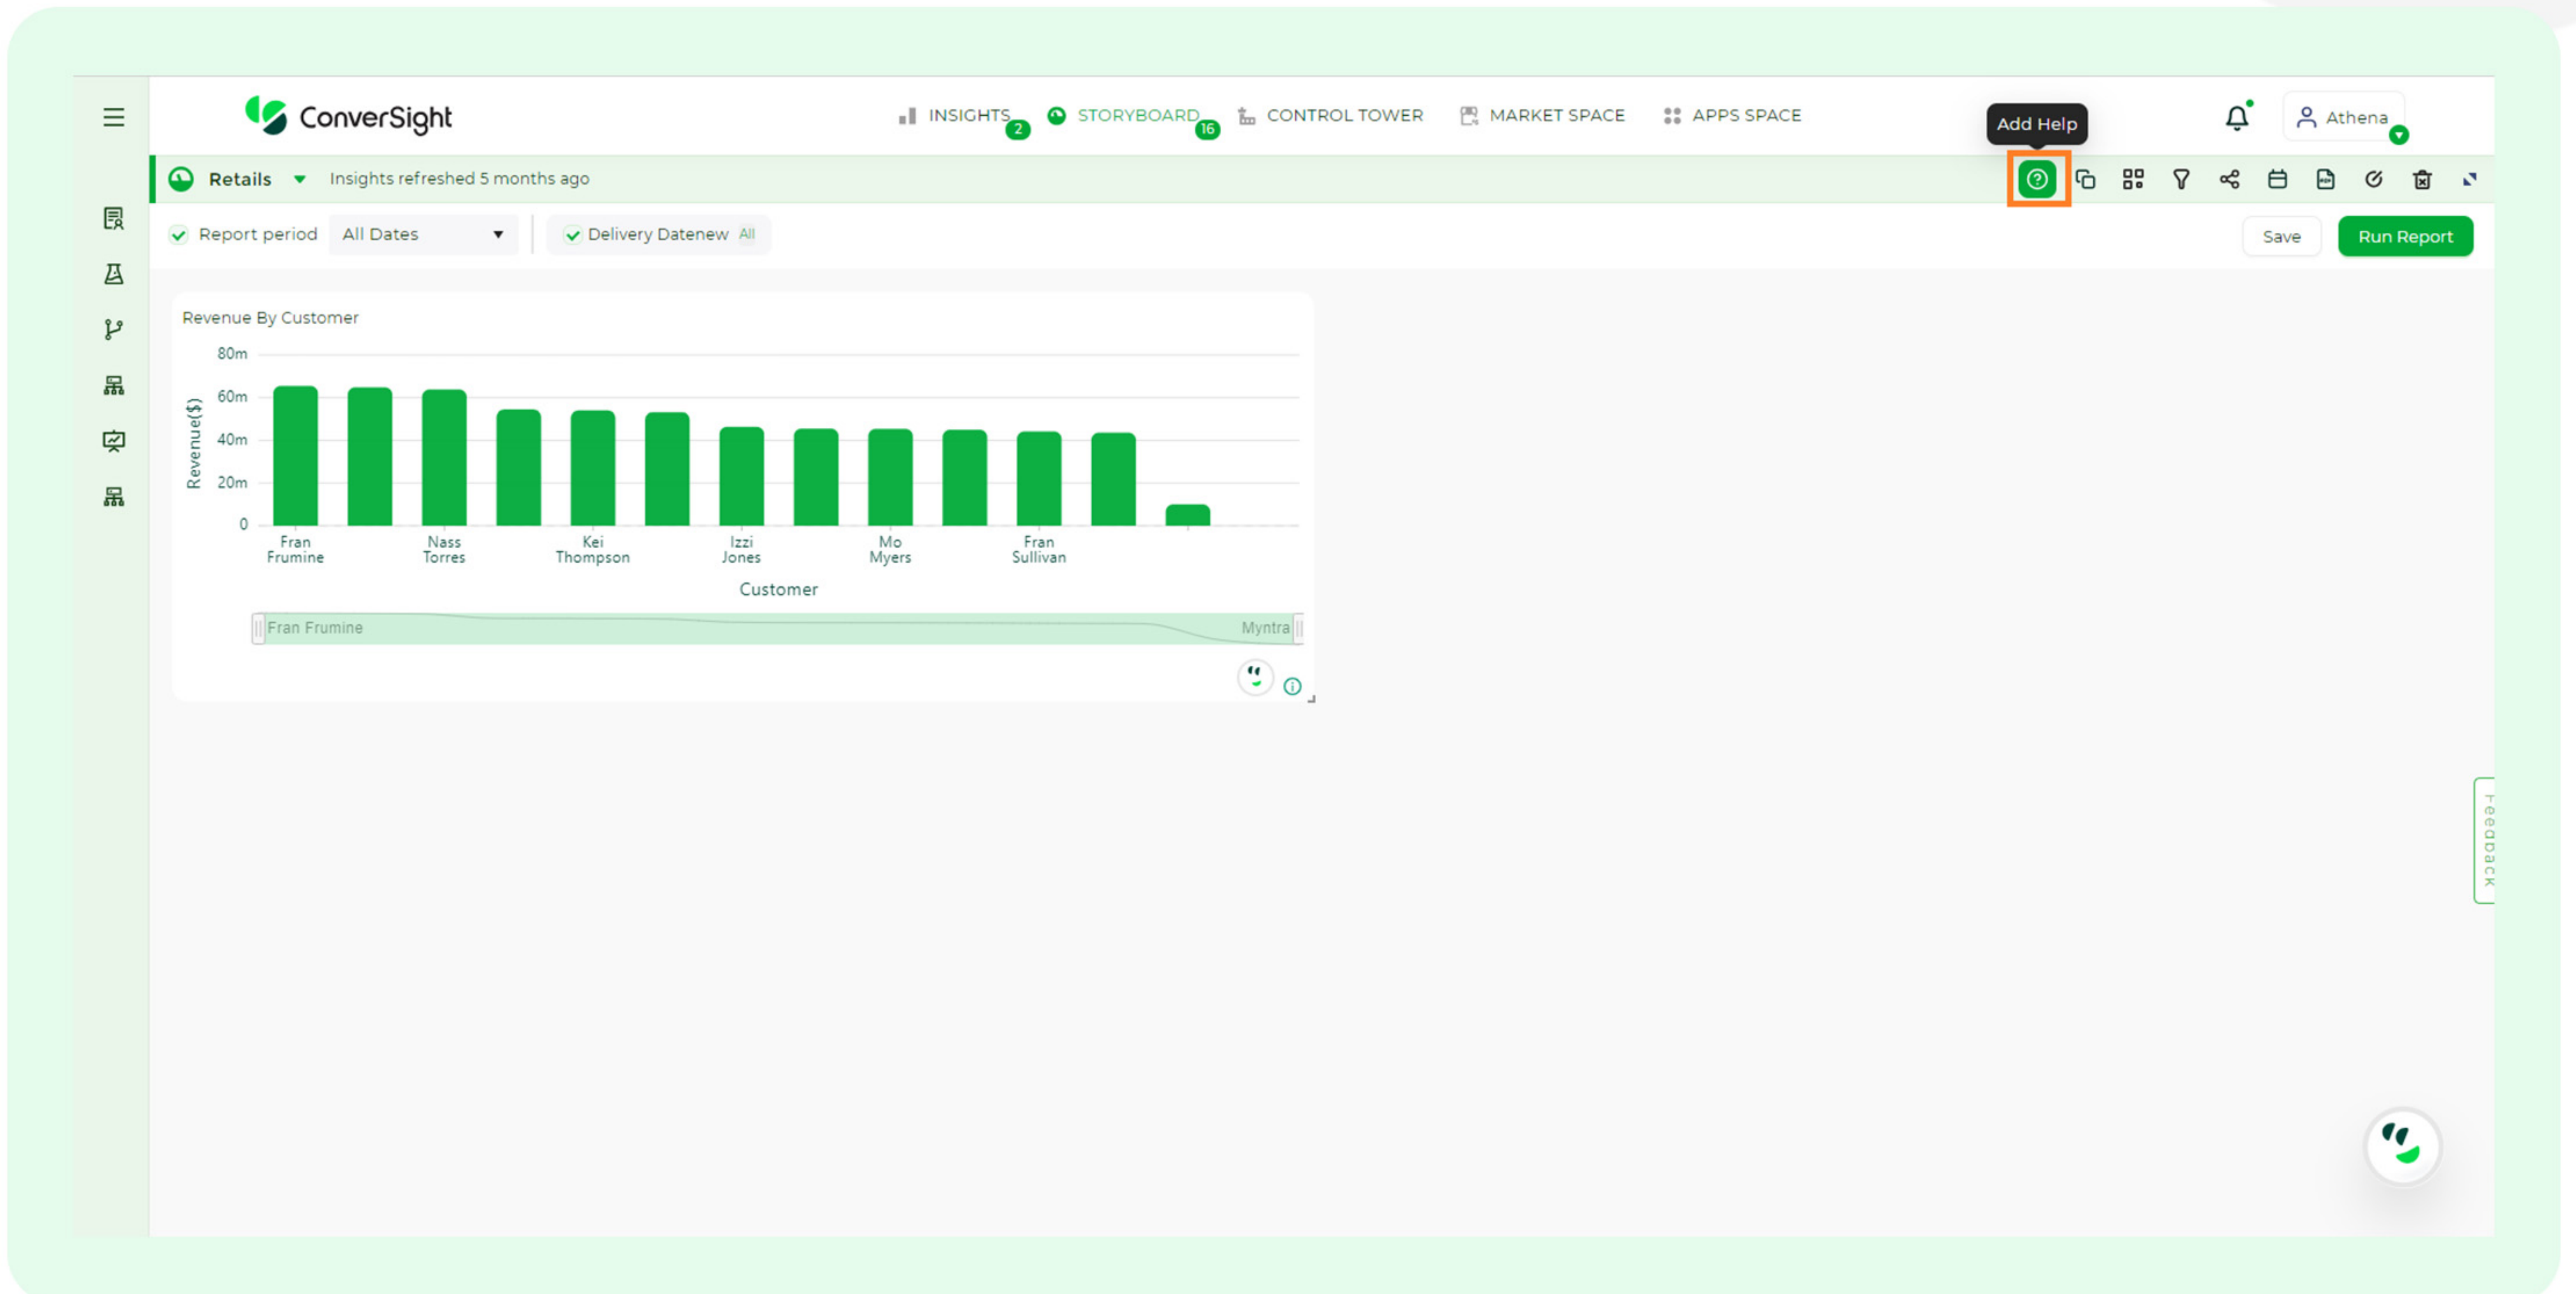 ConverSight
INSIGHTS 2
STORYBOARD 16
CONTROL TOWER
MARKET SPACE
APPS SPACE
Add Help
Athena
Retails
Insights refreshed 5 months ago
Report period
All Dates
Delivery Datenew All
Save
Run Report
Revenue By Customer
80m
60m
40m
20m
0
Revenue($)
Fran
Frumine
Nass
Torres
Kei
Thompson
Izzi
Jones
Mo
Myers
Fran
Sullivan
Customer
Fran Frumine
Myntra
Feedback